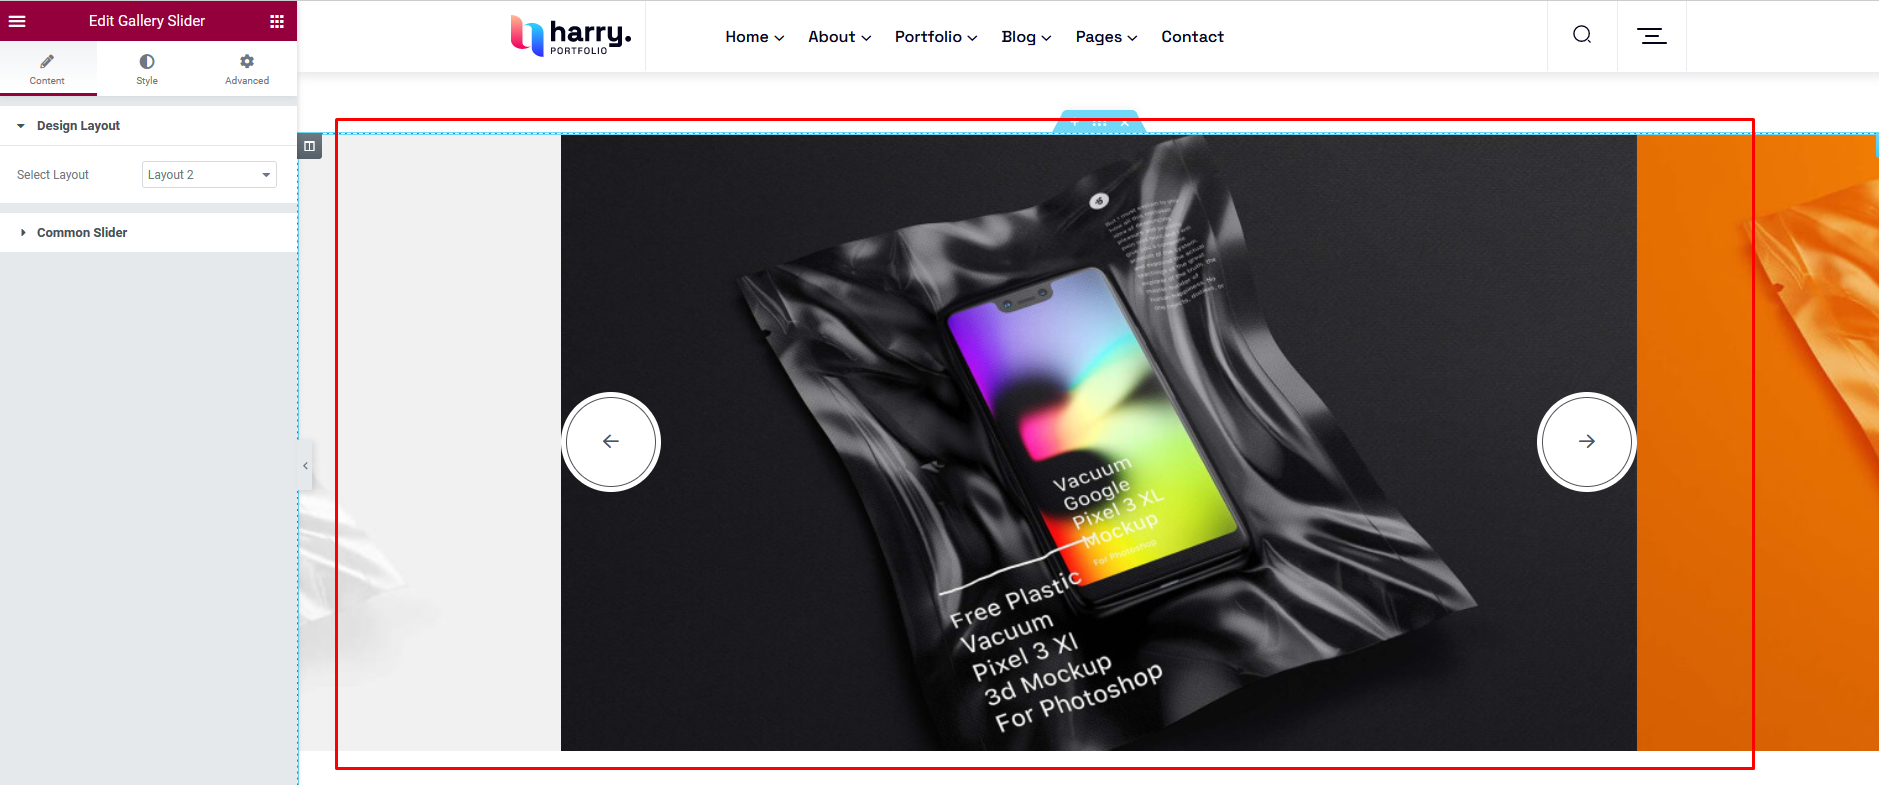 Edit Gallery Slider
Content
Style
Advanced
Design Layout
Select Layout
Layout 2
Common Slider
harry.
PORTFOLIO
Home
About
Portfolio
Blog
Pages
Contact
Vacuum
Google
Pixel 3 XL
Mockup
For Photoshop
Free Plastic
Vacuum
Pixel 3 Xl
3d Mockup
For Photoshop